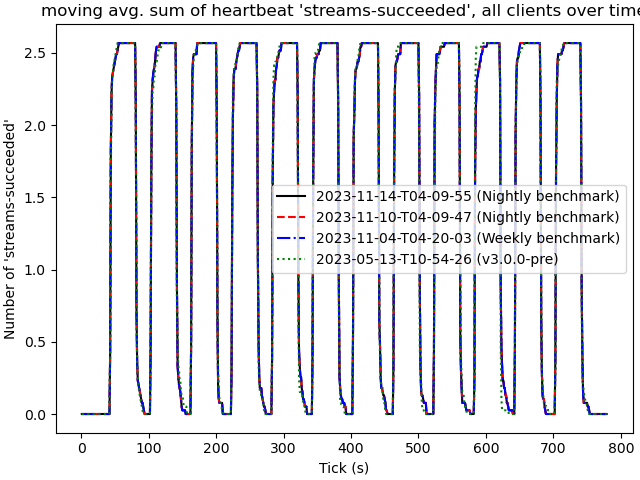 moving avg. sum of heartbeat 'streams-succeeded', all clients over time
Number of 'streams-succeeded'
2.5
2.0
1.5
1.0
0.5
0.0
2023-11-14-T04-09-55 (Nightly benchmark)
2023-11-10-T04-09-47 (Nightly benchmark)
2023-11-04-T04-20-03 (Weekly benchmark)
2023-05-13-T10-54-26 (v3.0.0-pre)
0 100 200 300 400 500 600 700 800
Tick (s)